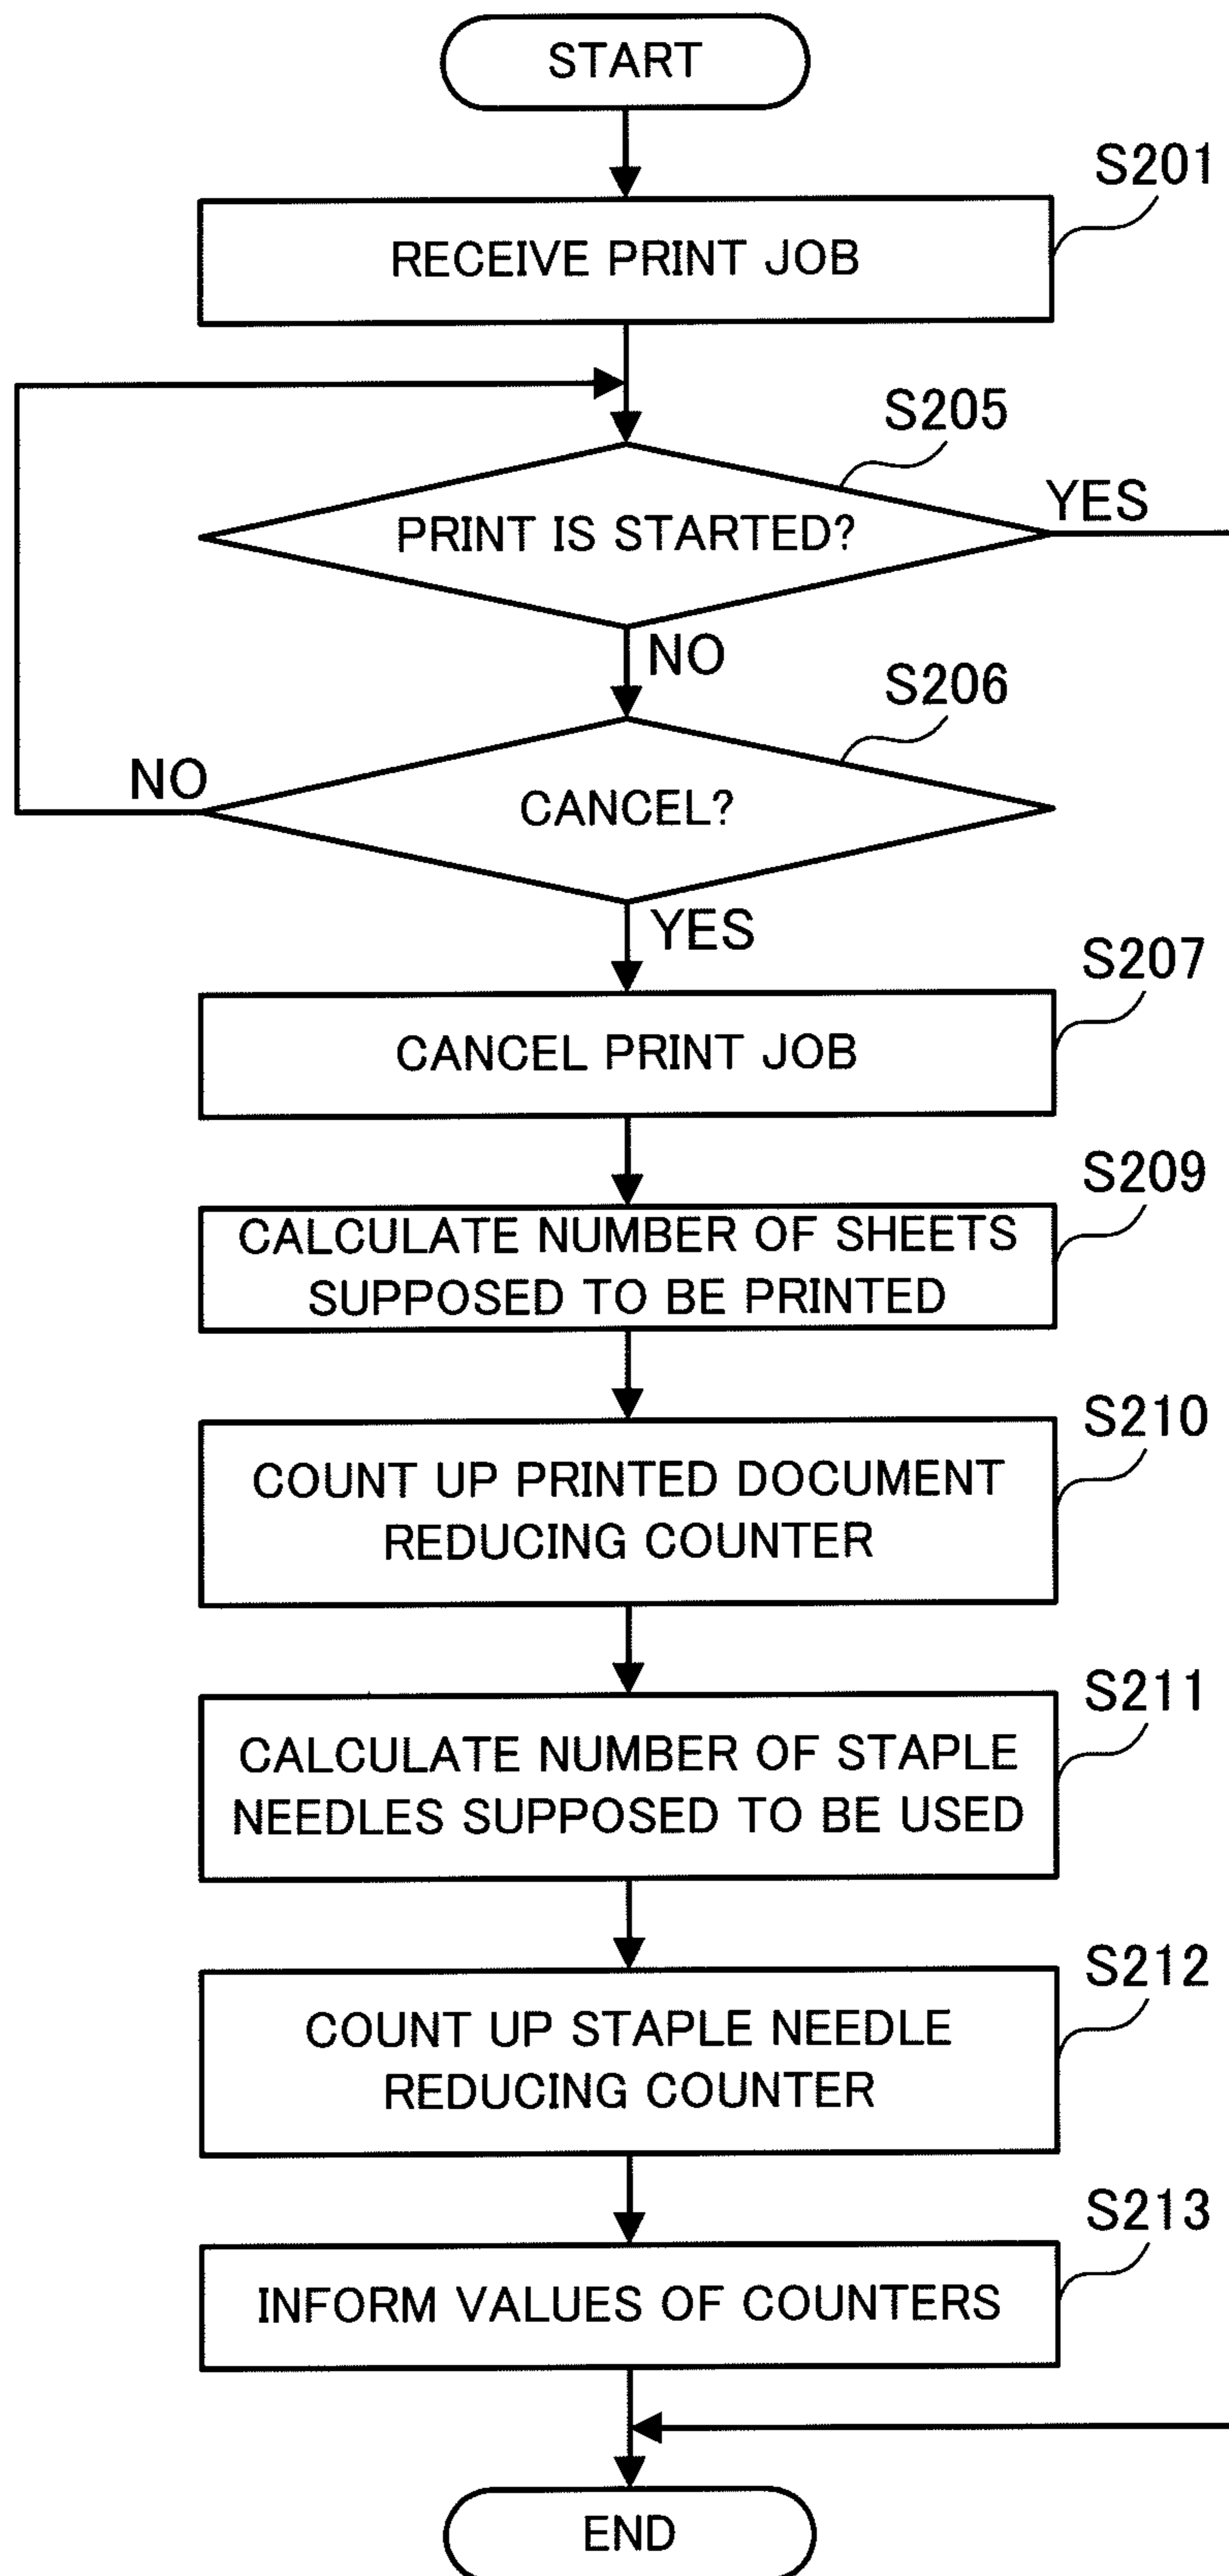 START
S201
RECEIVE PRINT JOB
S205
PRINT IS STARTED?
YES
NO
S206
NO
CANCEL?
YES
S207
CANCEL PRINT JOB
S209
CALCULATE NUMBER OF SHEETS
SUPPOSED TO BE PRINTED
S210
COUNT UP PRINTED DOCUMENT
REDUCING COUNTER
S211
CALCULATE NUMBER OF STAPLE
NEEDLES SUPPOSED TO BE USED
S212
COUNT UP STAPLE NEEDLE
REDUCING COUNTER
S213
INFORM VALUES OF COUNTERS
END